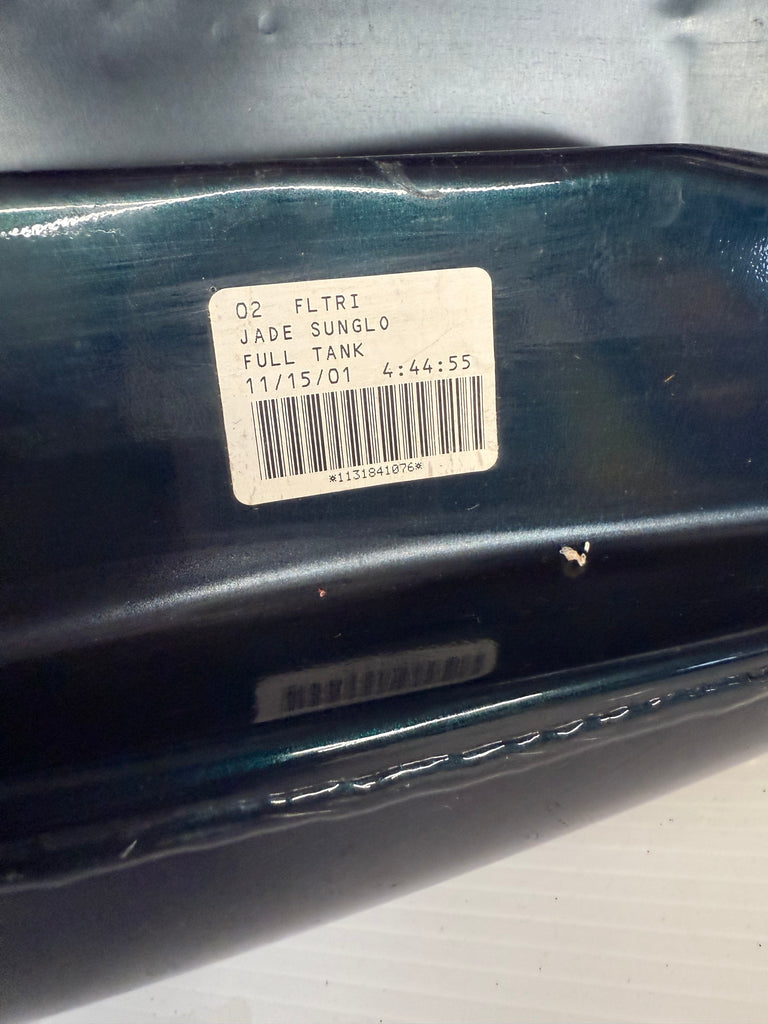 02 FLTRI
JADE SUNGLO
FULL TANK
11/15/01 4:44:55
*1131841076*